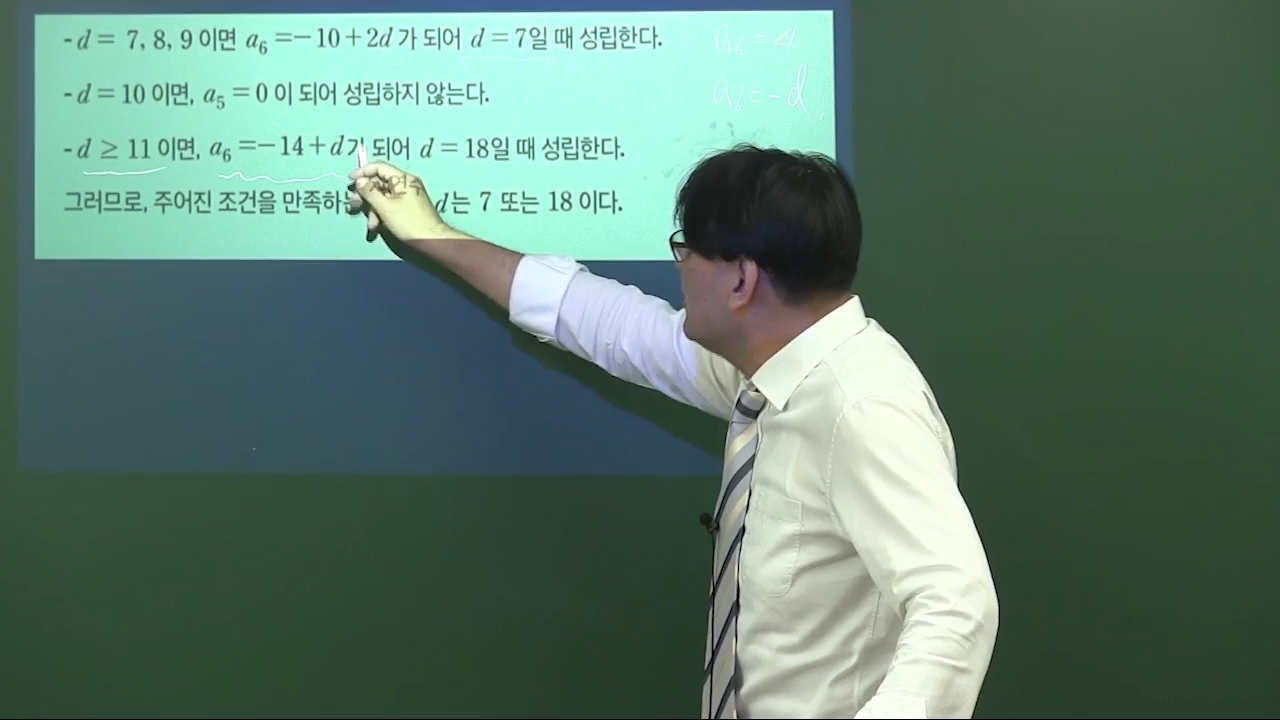 - d = 7, 8, 9 이면 a₆ =－10＋2d 가 되어 d = 7일 때 성립한다.
a₆ = 4
- d = 10 이면, a₅ = 0 이 되어 성립하지 않는다.
a₆ = -d
- d ≥ 11 이면, a₆ =－14＋d가 되어 d = 18일 때 성립한다.
그러므로, 주어진 조건을 만족하는 d는 7 또는 18 이다.